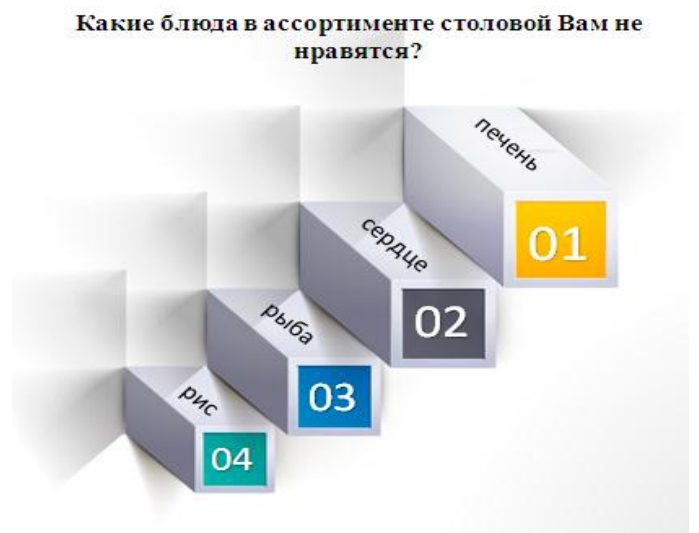 Какие блюда в ассортименте столовой Вам не
нравятся?
печень
01
сердце
02
рыба
03
рис
04